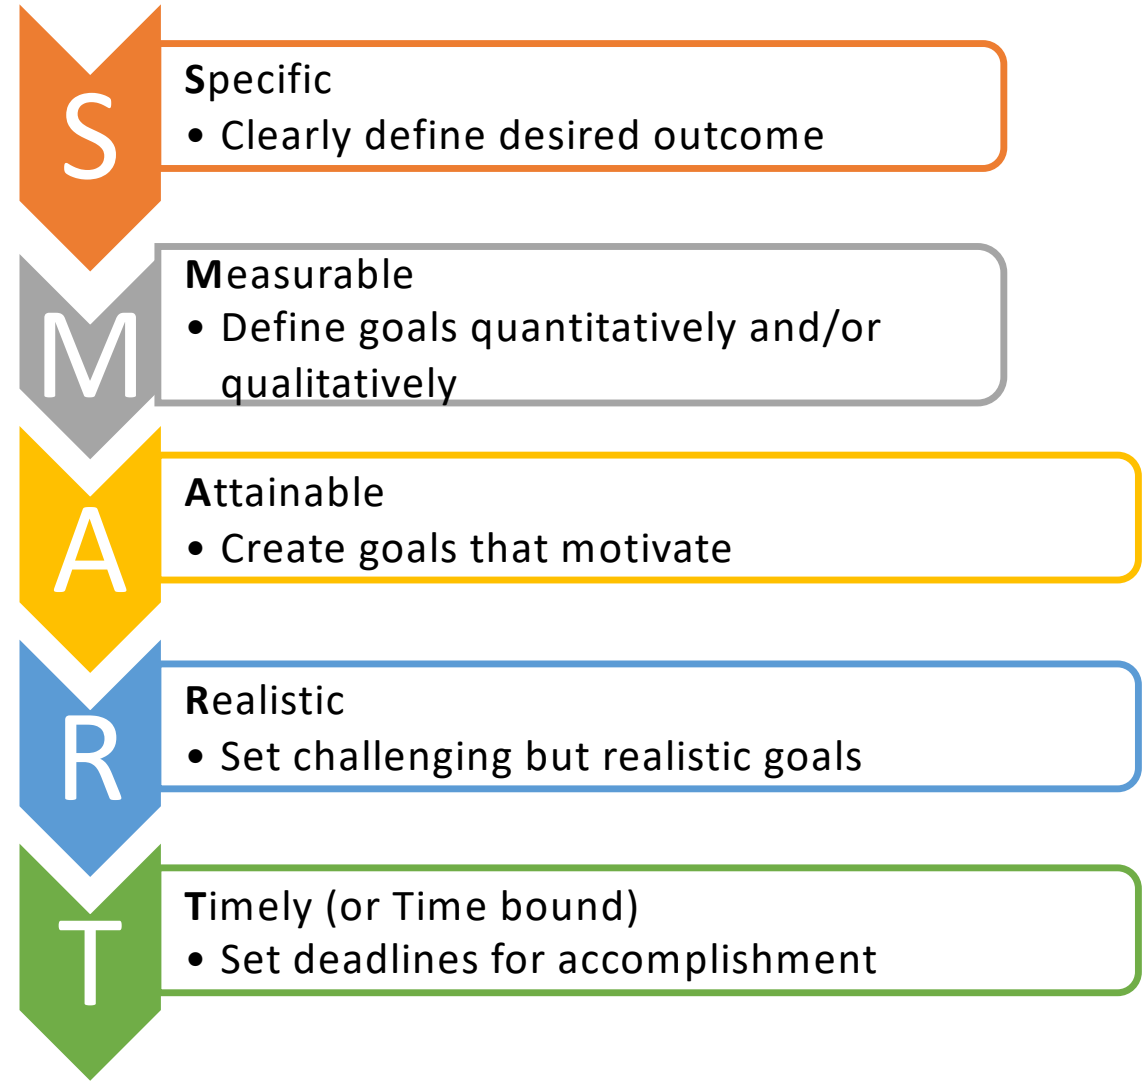 S
Specific
• Clearly define desired outcome
M
Measurable
• Define goals quantitatively and/or
qualitatively
A
Attainable
• Create goals that motivate
R
Realistic
• Set challenging but realistic goals
T
Timely (or Time bound)
• Set deadlines for accomplishment